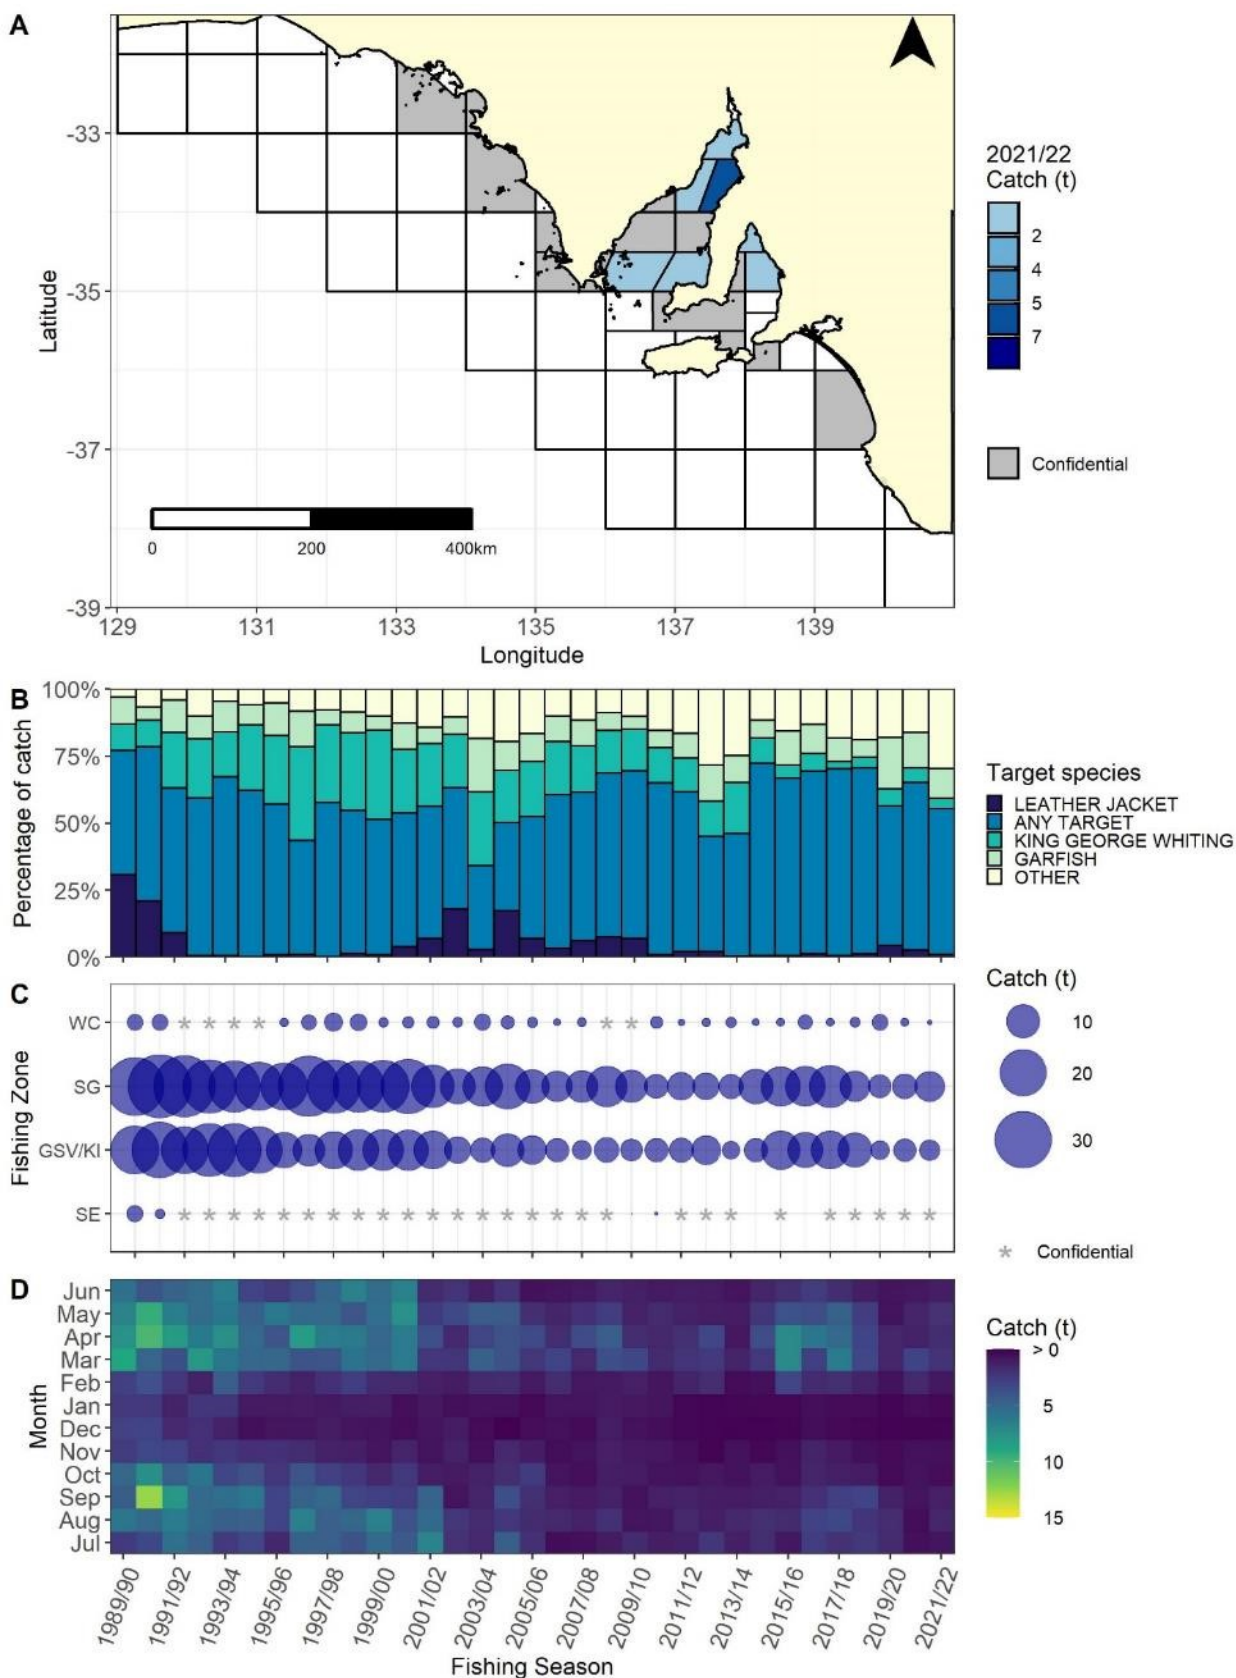 A
-33
-35
-37
-39
Latitude
129 131 133 135 137 139
Longitude
0 200 400km
2021/22
Catch (t)
2
4
5
7
Confidential
B
100%
75%
50%
25%
0%
Percentage of catch
Target species
LEATHER JACKET
ANY TARGET
KING GEORGE WHITING
GARFISH
OTHER
C
WC
SG
GSV/KI
SE
Fishing Zone
Catch (t)
10
20
30
* Confidential
D
Jun
May
Apr
Mar
Feb
Jan
Dec
Nov
Oct
Sep
Aug
Jul
Month
Catch (t)
> 0
5
10
15
1989/90 1991/92 1993/94 1995/96 1997/98 1999/00 2001/02 2003/04 2005/06 2007/08 2009/10 2011/12 2013/14 2015/16 2017/18 2019/20 2021/22
Fishing Season